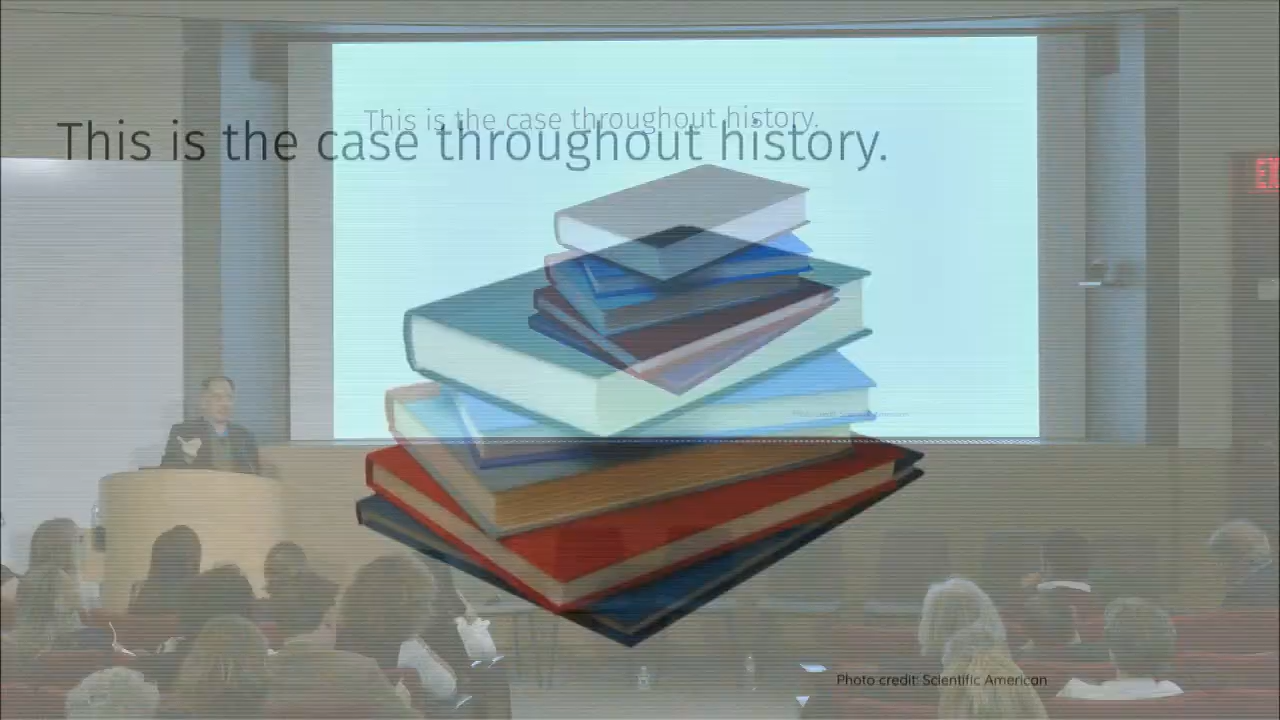 This is the case throughout history.
This is the case throughout history.
Photo credit: Scientific American